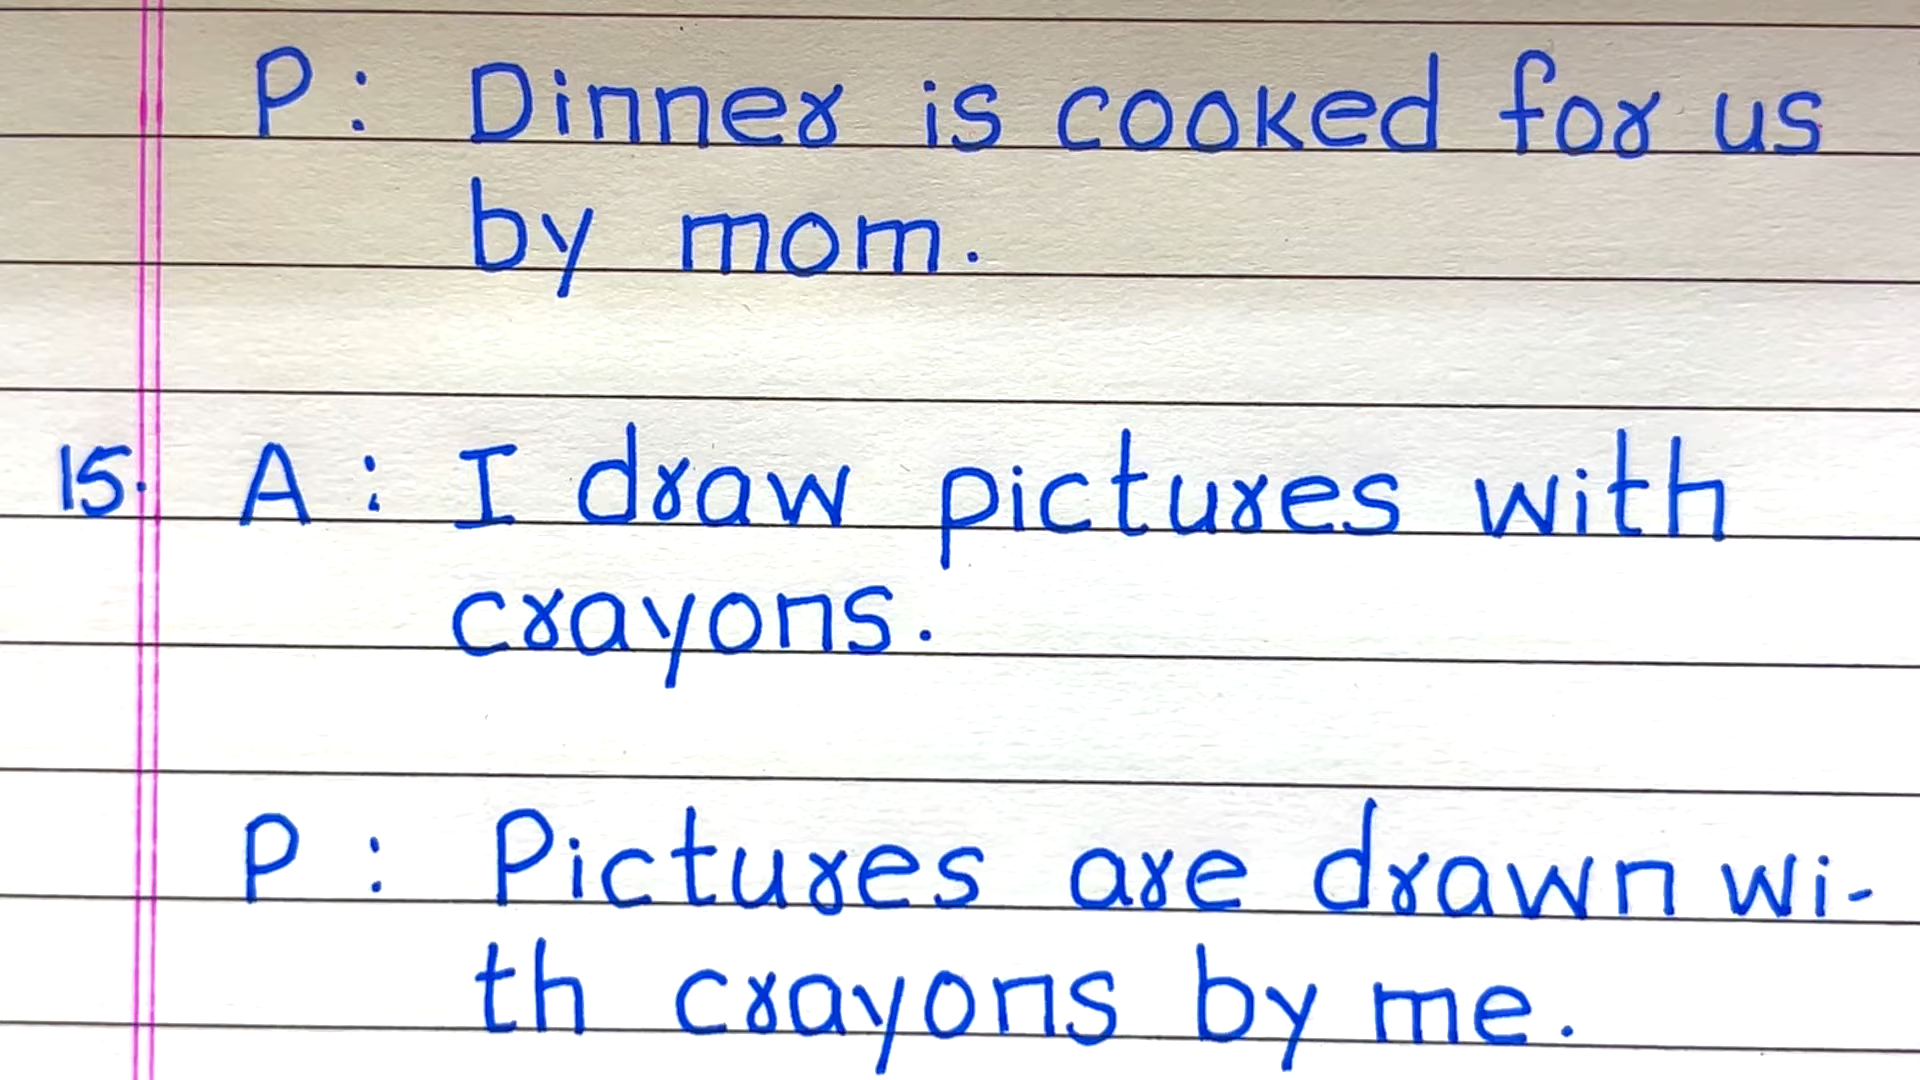 P: Dinner is cooked for us
by mom.
15. A: I draw pictures with
crayons.
P: Pictures are drawn wi-
th crayons by me.